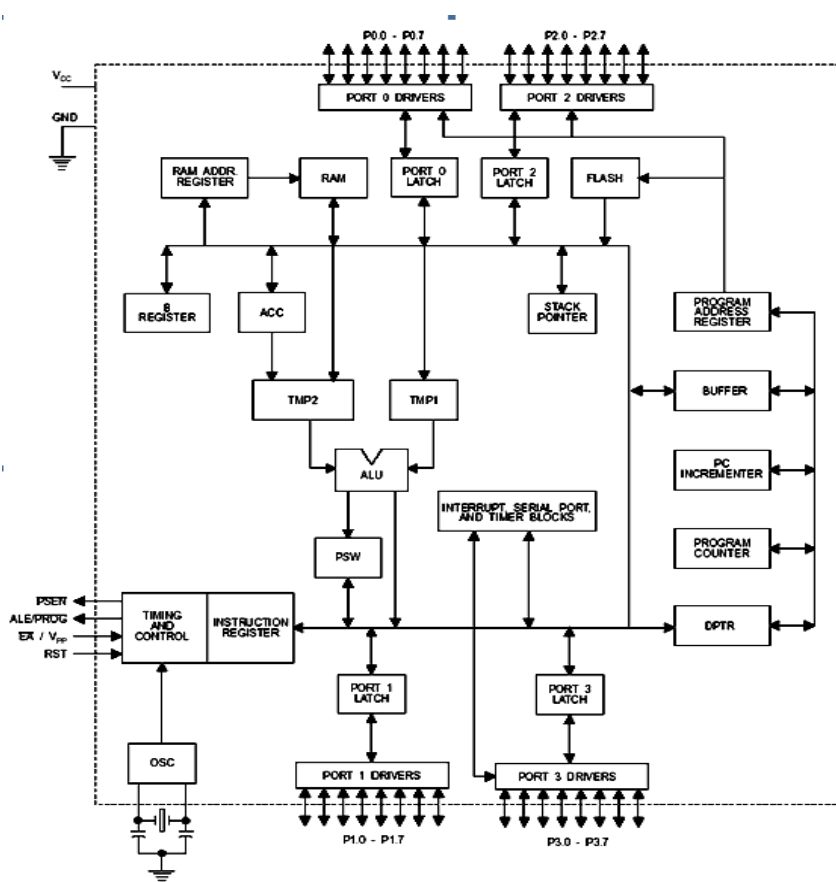 P0.0 - P0.7
P2.0 - P2.7
VCC
PORT 0 DRIVERS
PORT 2 DRIVERS
GND
RAM ADDR.
REGISTER
RAM
PORT 0
LATCH
PORT 2
LATCH
FLASH
B
REGISTER
ACC
STACK
POINTER
PROGRAM
ADDRESS
REGISTER
TMP2
TMP1
BUFFER
ALU
PC
INCREMENTER
INTERRUPT, SERIAL PORT,
AND TIMER BLOCKS
PSW
PROGRAM
COUNTER
PSEN
ALE/PROG
EA / VPP
RST
TIMING
AND
CONTROL
INSTRUCTION
REGISTER
DPTR
PORT 1
LATCH
PORT 3
LATCH
OSC
PORT 1 DRIVERS
PORT 3 DRIVERS
P1.0 - P1.7
P3.0 - P3.7